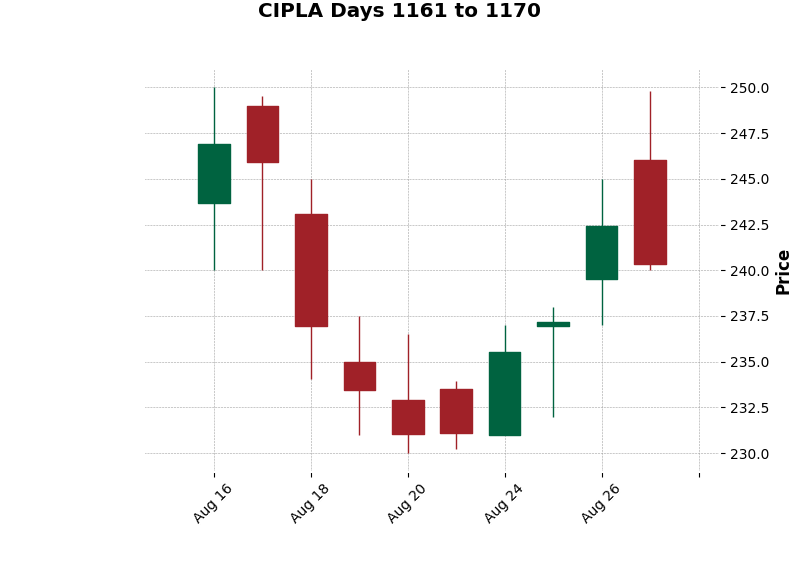 CIPLA Days 1161 to 1170
250.0
247.5
245.0
242.5
240.0
237.5
235.0
232.5
230.0
Price
Aug 16
Aug 18
Aug 20
Aug 24
Aug 26